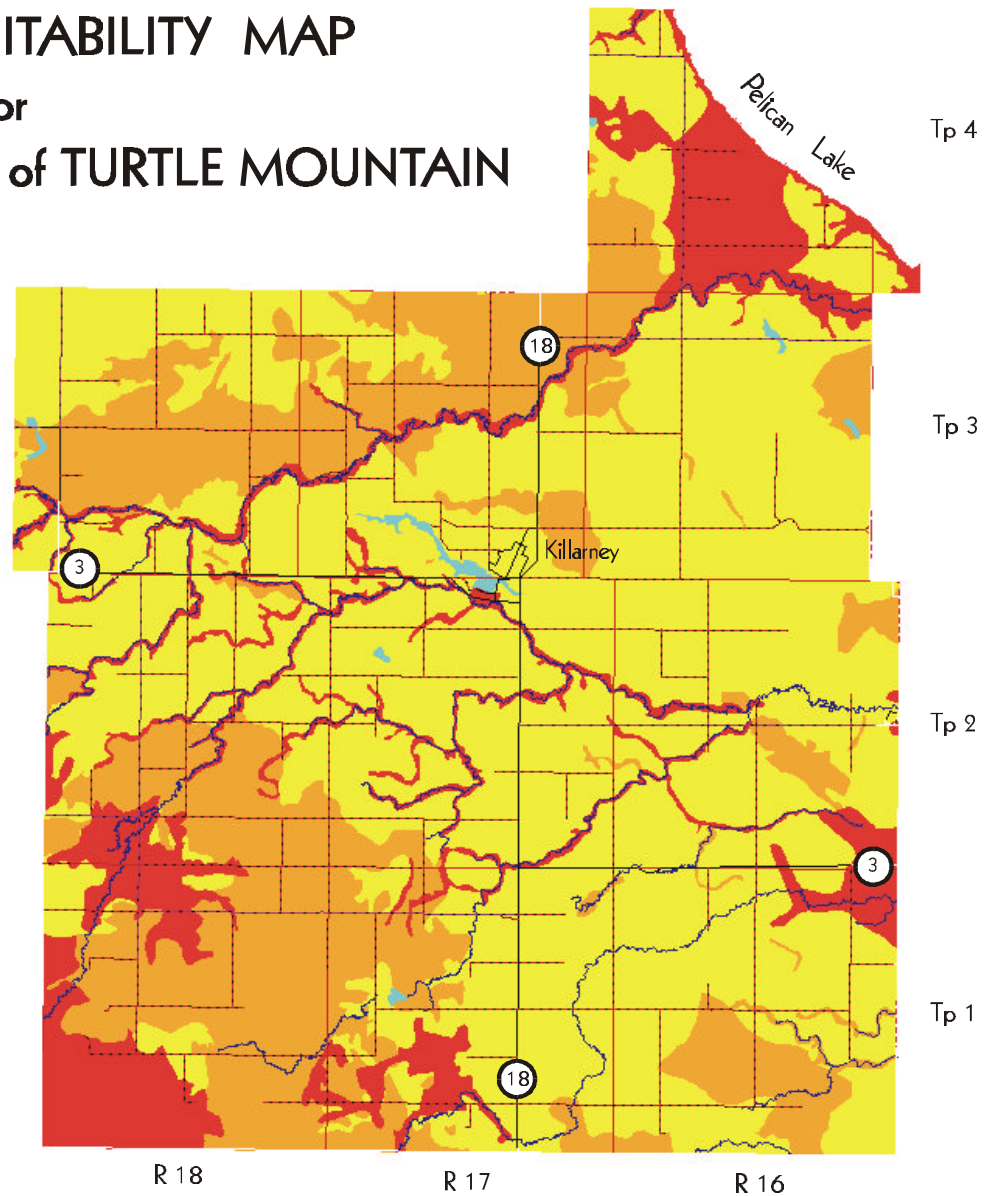 ITABILITY MAP
or
of TURTLE MOUNTAIN
Pelican Lake
Tp 4
18
Tp 3
Killarney
3
Tp 2
3
Tp 1
18
R 18
R 17
R 16